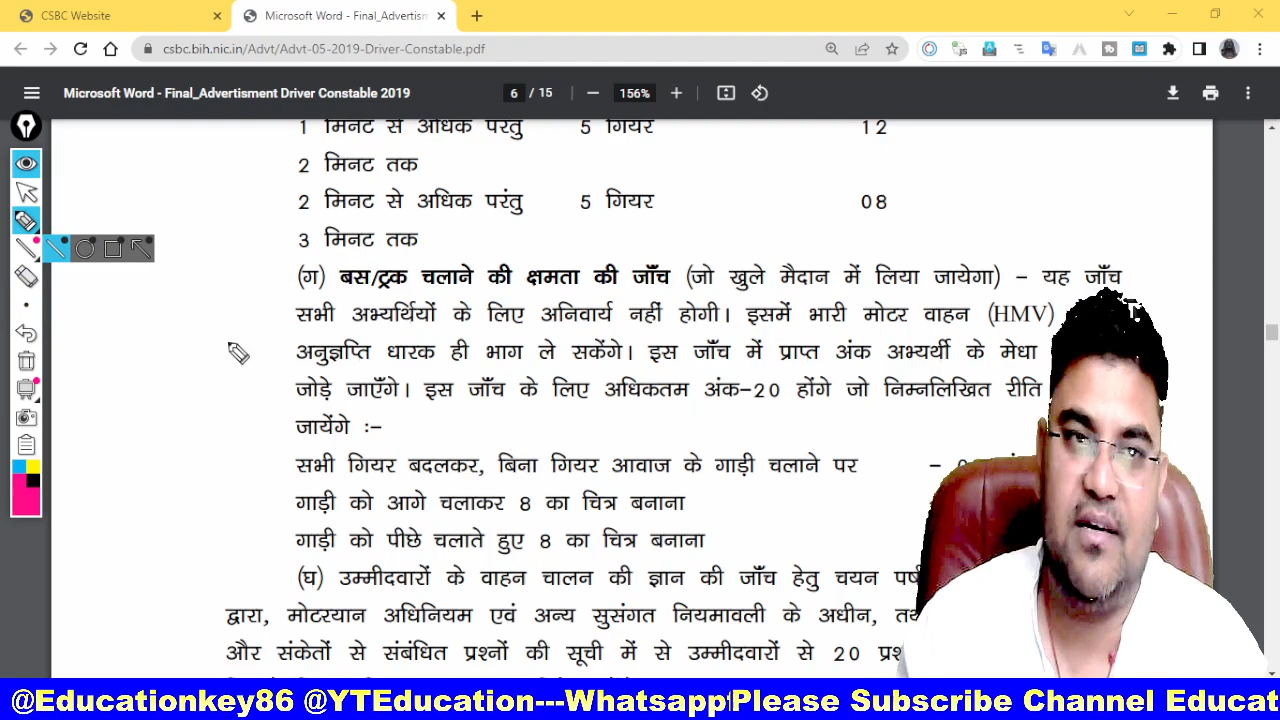 CSBC Website
Microsoft Word - Final_Advertism
csbc.bih.nic.in/Advt/Advt-05-2019-Driver-Constable.pdf
Microsoft Word - Final_Advertisment Driver Constable 2019
6 / 15
156%
1 मिनट से अधिक परंतु 5 गियर 12
2 मिनट तक
2 मिनट से अधिक परंतु 5 गियर 08
3 मिनट तक
(ग) बस/ट्रक चलाने की क्षमता की जाँच (जो खुले मैदान में लिया जायेगा) – यह जाँच
सभी अभ्यर्थियों के लिए अनिवार्य नहीं होगी। इसमें भारी मोटर वाहन (HMV)
अनुज्ञप्ति धारक ही भाग ले सकेंगे। इस जाँच में प्राप्त अंक अभ्यर्थी के मेधा
जोड़े जाएँगे। इस जाँच के लिए अधिकतम अंक-20 होंगे जो निम्नलिखित रीति
जायेंगे :-
सभी गियर बदलकर, बिना गियर आवाज के गाड़ी चलाने पर –
गाड़ी को आगे चलाकर 8 का चित्र बनाना
गाड़ी को पीछे चलाते हुए 8 का चित्र बनाना
(घ) उम्मीदवारों के वाहन चालन की ज्ञान की जाँच हेतु चयन
द्वारा, मोटरयान अधिनियम एवं अन्य सुसंगत नियमावली के अधीन,
और संकेतों से संबंधित प्रश्नों की सूची में से उम्मीदवारों से 20
@Educationkey86 @YTEducation---Whatsapp Please Subscribe Channel Educat